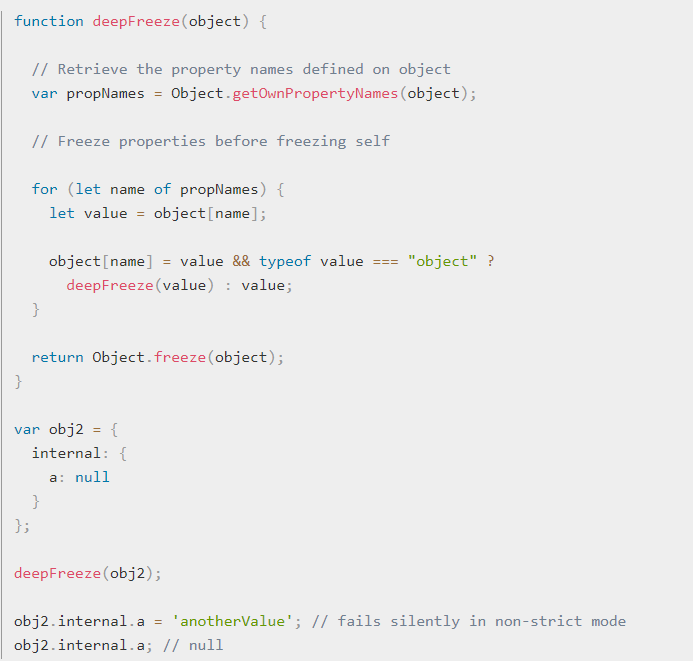 function deepFreeze(object) {
// Retrieve the property names defined on object
var propNames = Object.getOwnPropertyNames(object);
// Freeze properties before freezing self
for (let name of propNames) {
let value = object[name];
object[name] = value && typeof value === "object" ?
deepFreeze(value) : value;
}
return Object.freeze(object);
}
var obj2 = {
internal: {
a: null
}
};
deepFreeze(obj2);
obj2.internal.a = 'anotherValue'; // fails silently in non-strict mode
obj2.internal.a; // null